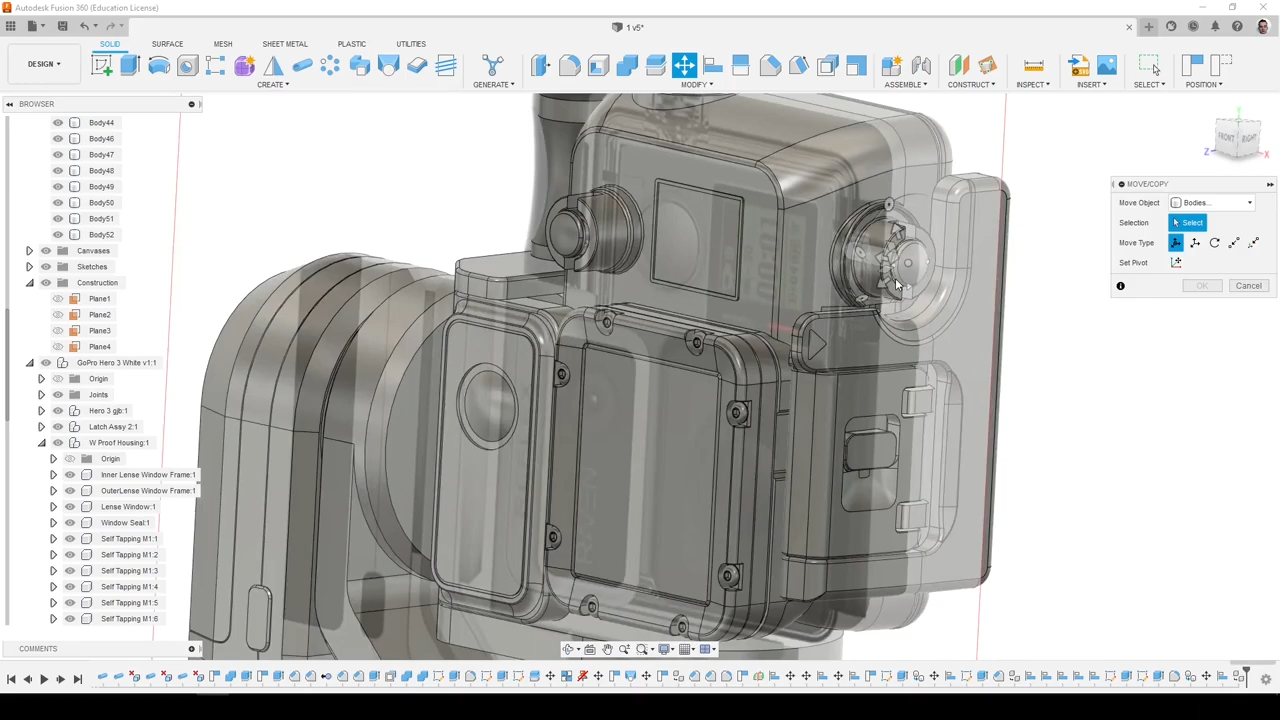 Autodesk Fusion 360 (Education License)
1 v5*
DESIGN
SOLID SURFACE MESH SHEET METAL PLASTIC UTILITIES
CREATE GENERATE MODIFY ASSEMBLE CONSTRUCT INSPECT INSERT SELECT POSITION
BROWSER
Body44
Body46
Body47
Body48
Body49
Body50
Body51
Body52
Canvases
Sketches
Construction
Plane1
Plane2
Plane3
Plane4
GoPro Hero 3 White v1:1
Origin
Joints
Hero 3 gjb:1
Latch Assy 2:1
W Proof Housing:1
Origin
Inner Lense Window Frame:1
OuterLense Window Frame:1
Lense Window:1
Window Seal:1
Self Tapping M1:1
Self Tapping M1:2
Self Tapping M1:3
Self Tapping M1:4
Self Tapping M1:5
Self Tapping M1:6
COMMENTS
FRONT RIGHT
Z X
MOVE/COPY
Move Object Bodies...
Selection Select
Move Type
Set Pivot
OK Cancel